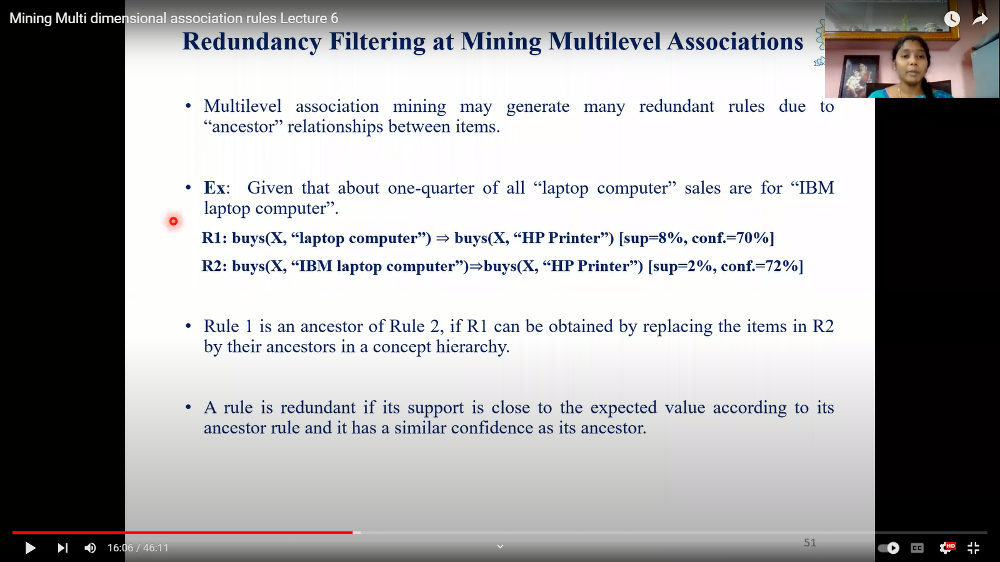 Mining Multi dimensional association rules Lecture 6
Redundancy Filtering at Mining Multilevel Associations
• Multilevel association mining may generate many redundant rules due to
“ancestor” relationships between items.
• Ex: Given that about one-quarter of all “laptop computer” sales are for “IBM
laptop computer”.
R1: buys(X, “laptop computer”) ⇒ buys(X, “HP Printer”) [sup=8%, conf.=70%]
R2: buys(X, “IBM laptop computer”)⇒buys(X, “HP Printer”) [sup=2%, conf.=72%]
• Rule 1 is an ancestor of Rule 2, if R1 can be obtained by replacing the items in R2
by their ancestors in a concept hierarchy.
• A rule is redundant if its support is close to the expected value according to its
ancestor rule and it has a similar confidence as its ancestor.
51
16:06 / 46:11
CC
HD